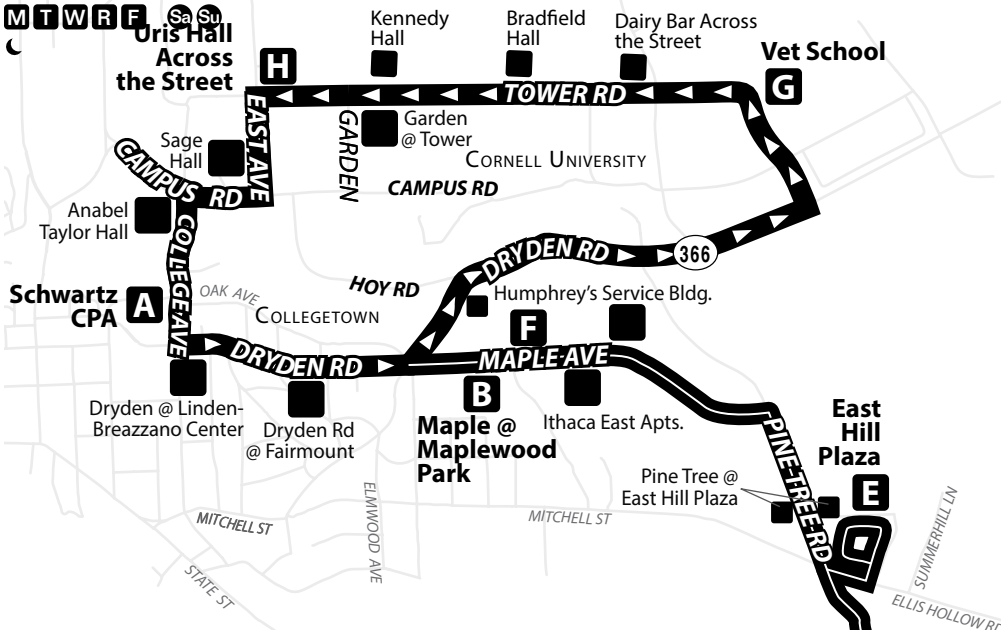 M T W R F Sa Su
Uris Hall
Across
the Street
H
Kennedy
Hall
Bradfield
Hall
Dairy Bar Across
the Street
Vet School
G
TOWER RD
EAST AVE
GARDEN
Garden
@ Tower
CORNELL UNIVERSITY
Sage
Hall
CAMPUS RD
CAMPUS RD
Anabel
Taylor Hall
COLLEGE AVE
DRYDEN RD
366
HOY RD
Schwartz
CPA
A
OAK AVE
COLLEGETOWN
Humphrey's Service Bldg.
F
DRYDEN RD
MAPLE AVE
B
Dryden @ Linden-
Breazzano Center
Dryden Rd
@ Fairmount
Maple @
Maplewood
Park
Ithaca East Apts.
PINE TREE RD
East
Hill
Plaza
E
Pine Tree @
East Hill Plaza
D
MITCHELL ST
ELMWOOD AVE
MITCHELL ST
STATE ST
SUMMERHILL LN
ELLIS HOLLOW RD